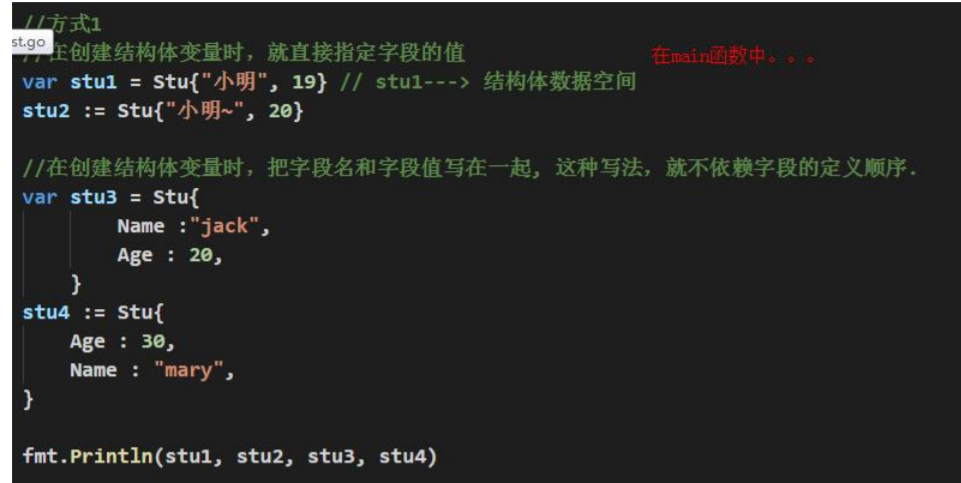 //方式1
st.go
//在创建结构体变量时，就直接指定字段的值
在main函数中。。。
var stu1 = Stu{"小明", 19} // stu1---> 结构体数据空间
stu2 := Stu{"小明~", 20}
//在创建结构体变量时，把字段名和字段值写在一起, 这种写法，就不依赖字段的定义顺序.
var stu3 = Stu{
Name :"jack",
Age : 20,
}
stu4 := Stu{
Age : 30,
Name : "mary",
}
fmt.Println(stu1, stu2, stu3, stu4)